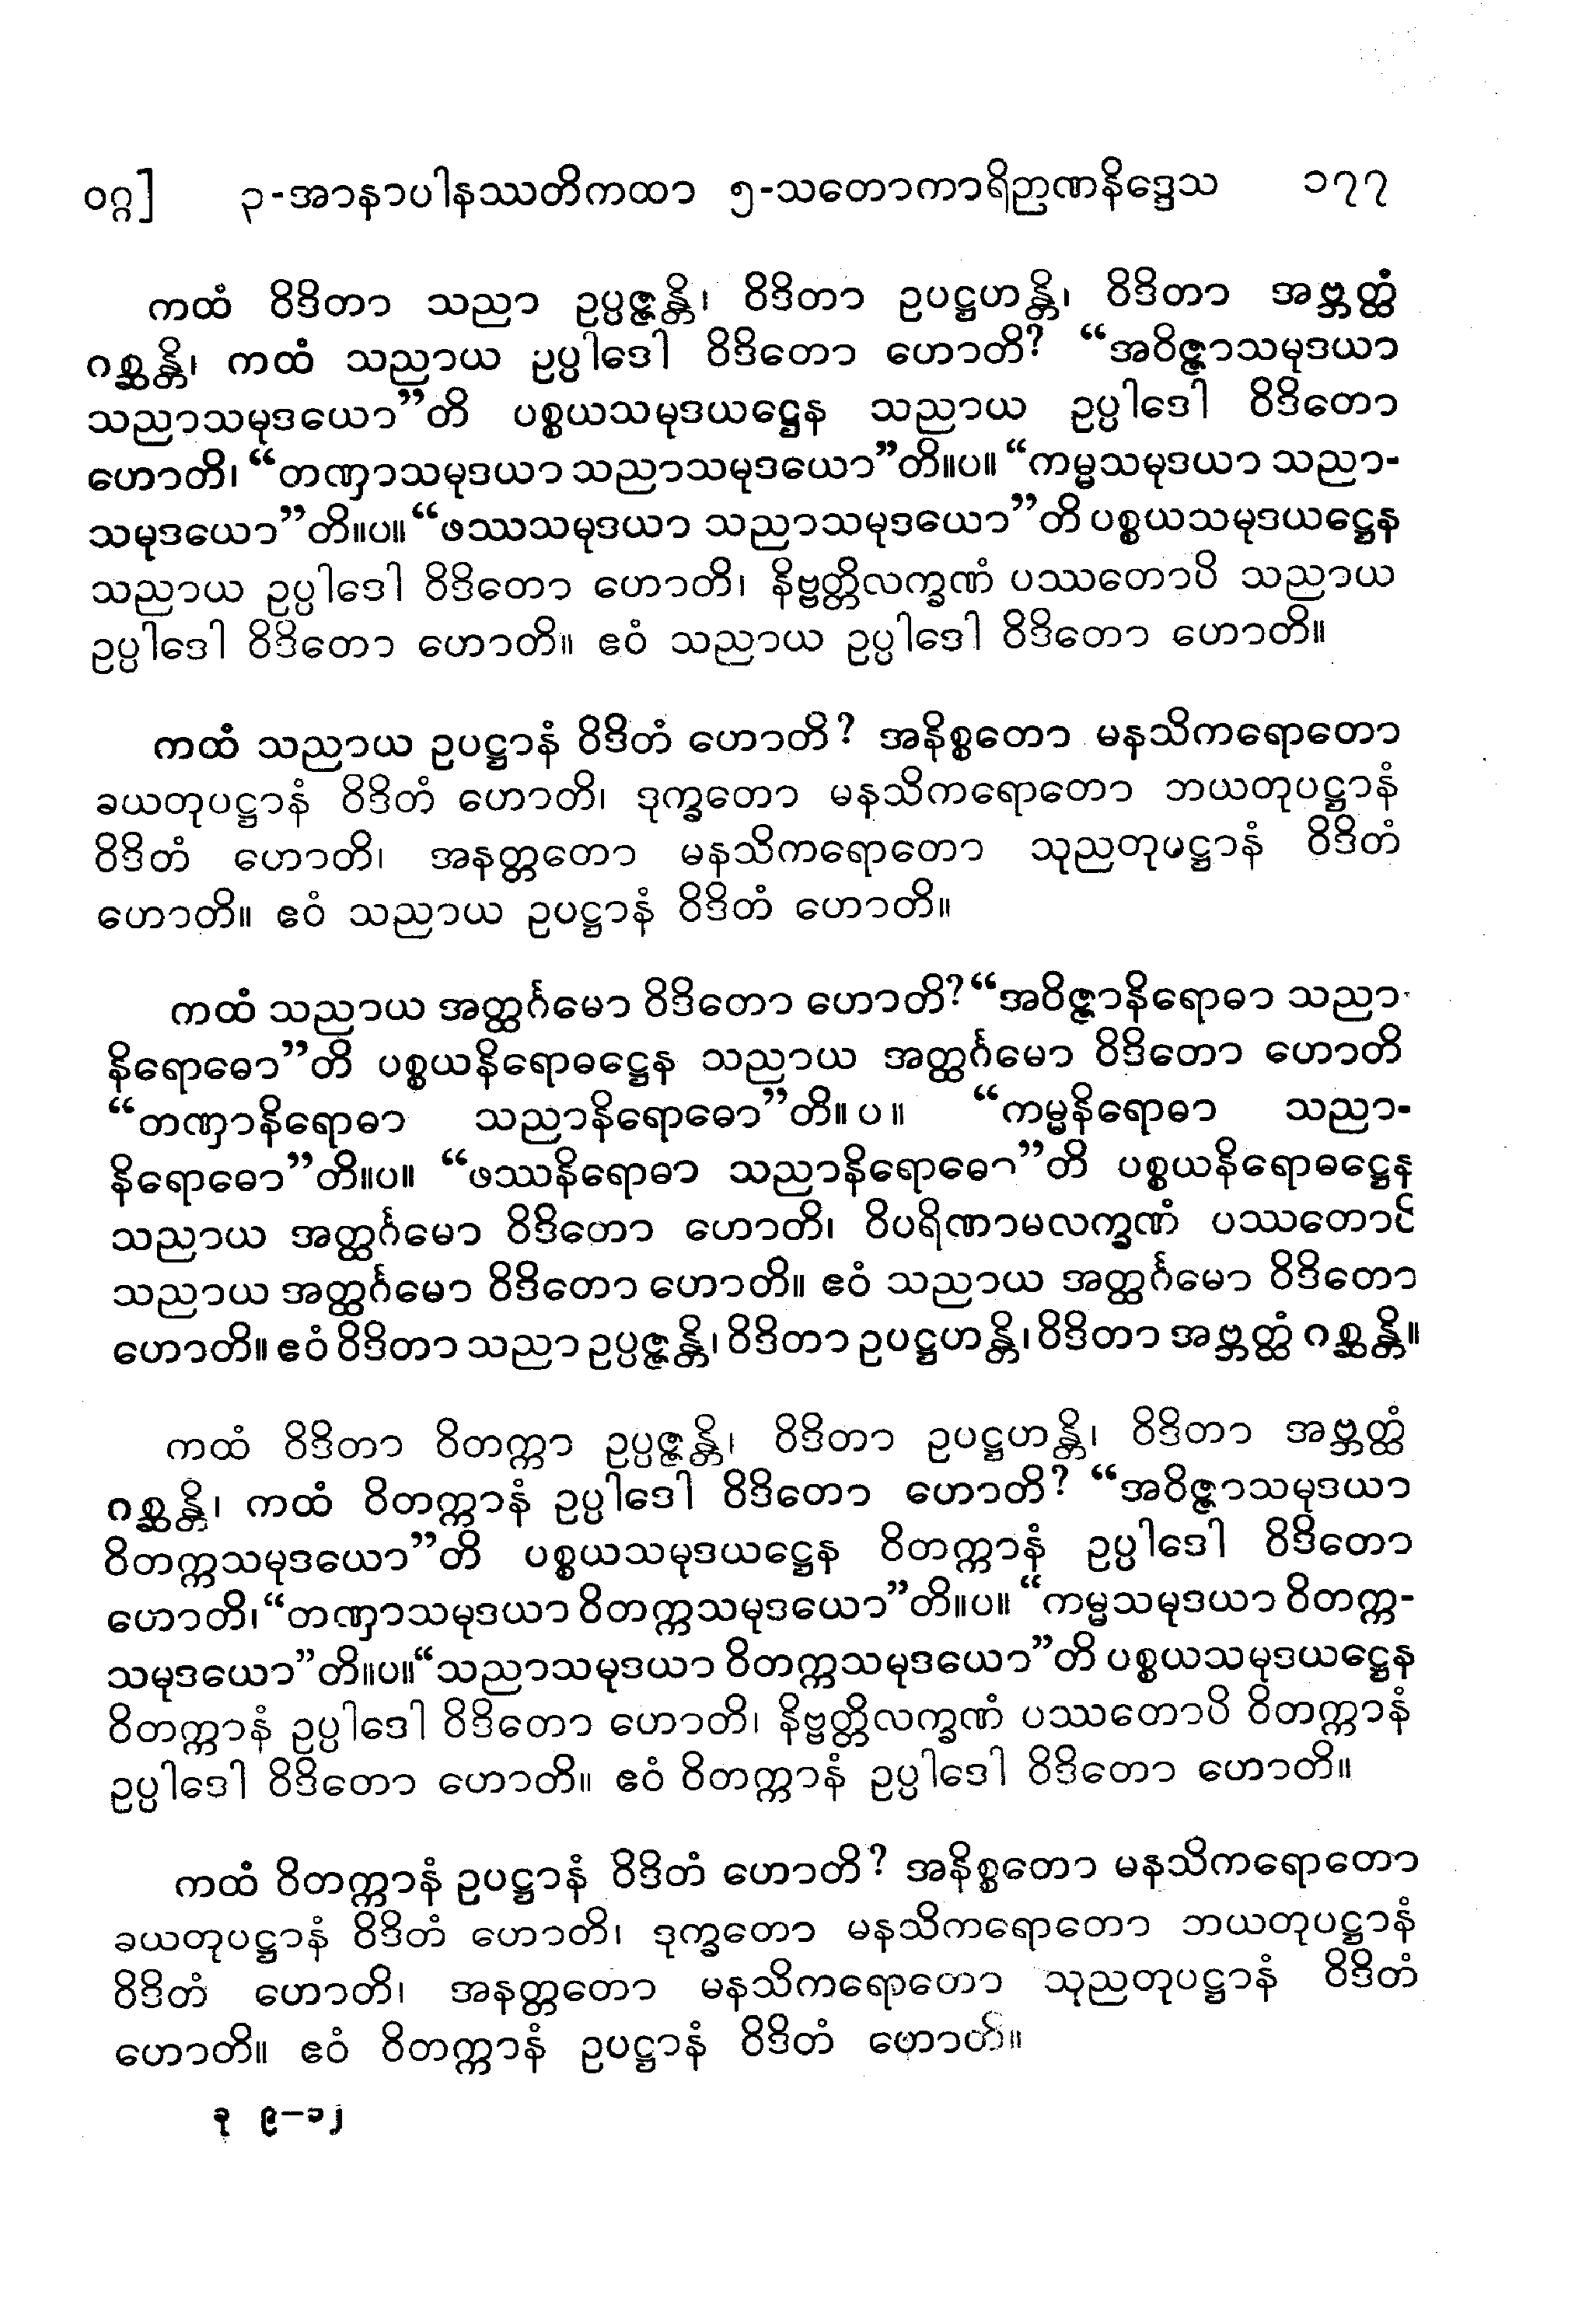 ဝဂ္ဂ] ၃-အာနာပါနဿတိကထာ ၅-သတောကာရိဉာဏနိဒ္ဒေသ ၁၇၇
ကထံ ဝိဒိတာ သညာ ဥပ္ပဇ္ဇန္တိ၊ ဝိဒိတာ ဥပဋ္ဌဟန္တိ၊ ဝိဒိတာ အဗ္ဘတ္ထံ
ဂစ္ဆန္တိ၊ ကထံ သညာယ ဥပ္ပါဒေါ ဝိဒိတော ဟောတိ? “အဝိဇ္ဇာသမုဒယာ
သညာသမုဒယော”တိ ပစ္စယသမုဒယဋ္ဌေန သညာယ ဥပ္ပါဒေါ ဝိဒိတော
ဟောတိ၊ “တဏှာသမုဒယာ သညာသမုဒယော”တိ။ပ။ “ကမ္မသမုဒယာ သညာ-
သမုဒယော”တိ။ပ။ “ဖဿသမုဒယာ သညာသမုဒယော”တိ ပစ္စယသမုဒယဋ္ဌေန
သညာယ ဥပ္ပါဒေါ ဝိဒိတော ဟောတိ၊ နိဗ္ဗတ္တိလက္ခဏံ ပဿတောပိ သညာယ
ဥပ္ပါဒေါ ဝိဒိတော ဟောတိ။ ဧဝံ သညာယ ဥပ္ပါဒေါ ဝိဒိတော ဟောတိ။
ကထံ သညာယ ဥပဋ္ဌာနံ ဝိဒိတံ ဟောတိ? အနိစ္စတော မနသိကရောတော
ခယတုပဋ္ဌာနံ ဝိဒိတံ ဟောတိ၊ ဒုက္ခတော မနသိကရောတော ဘယတုပဋ္ဌာနံ
ဝိဒိတံ ဟောတိ၊ အနတ္တတော မနသိကရောတော သုညတုပဋ္ဌာနံ ဝိဒိတံ
ဟောတိ။ ဧဝံ သညာယ ဥပဋ္ဌာနံ ဝိဒိတံ ဟောတိ။
ကထံ သညာယ အတ္ထင်္ဂမော ဝိဒိတော ဟောတိ? “အဝိဇ္ဇာနိရောဓာ သညာ-
နိရောဓော”တိ ပစ္စယနိရောဓဋ္ဌေန သညာယ အတ္ထင်္ဂမော ဝိဒိတော ဟောတိ
“တဏှာနိရောဓာ သညာနိရောဓော”တိ။ ပ ။ “ကမ္မနိရောဓာ သညာ-
နိရောဓော”တိ။ပ။ “ဖဿနိရောဓာ သညာနိရောဓော”တိ ပစ္စယနိရောဓဋ္ဌေန
သညာယ အတ္ထင်္ဂမော ဝိဒိတော ဟောတိ၊ ဝိပရိဏာမလက္ခဏံ ပဿတောပိ
သညာယ အတ္ထင်္ဂမော ဝိဒိတော ဟောတိ။ ဧဝံ သညာယ အတ္ထင်္ဂမော ဝိဒိတော
ဟောတိ။ ဧဝံ ဝိဒိတာ သညာ ဥပ္ပဇ္ဇန္တိ၊ ဝိဒိတာ ဥပဋ္ဌဟန္တိ၊ ဝိဒိတာ အဗ္ဘတ္ထံ ဂစ္ဆန္တိ။
ကထံ ဝိဒိတာ ဝိတက္ကာ ဥပ္ပဇ္ဇန္တိ၊ ဝိဒိတာ ဥပဋ္ဌဟန္တိ၊ ဝိဒိတာ အဗ္ဘတ္ထံ
ဂစ္ဆန္တိ၊ ကထံ ဝိတက္ကာနံ ဥပ္ပါဒေါ ဝိဒိတော ဟောတိ? “အဝိဇ္ဇာသမုဒယာ
ဝိတက္ကသမုဒယော”တိ ပစ္စယသမုဒယဋ္ဌေန ဝိတက္ကာနံ ဥပ္ပါဒေါ ဝိဒိတော
ဟောတိ၊ “တဏှာသမုဒယာ ဝိတက္ကသမုဒယော”တိ။ပ။ “ကမ္မသမုဒယာ ဝိတက္က-
သမုဒယော”တိ။ပ။ “သညာသမုဒယာ ဝိတက္ကသမုဒယော”တိ ပစ္စယသမုဒယဋ္ဌေန
ဝိတက္ကာနံ ဥပ္ပါဒေါ ဝိဒိတော ဟောတိ၊ နိဗ္ဗတ္တိလက္ခဏံ ပဿတောပိ ဝိတက္ကာနံ
ဥပ္ပါဒေါ ဝိဒိတော ဟောတိ။ ဧဝံ ဝိတက္ကာနံ ဥပ္ပါဒေါ ဝိဒိတော ဟောတိ။
ကထံ ဝိတက္ကာနံ ဥပဋ္ဌာနံ ဝိဒိတံ ဟောတိ? အနိစ္စတော မနသိကရောတော
ခယတုပဋ္ဌာနံ ဝိဒိတံ ဟောတိ၊ ဒုက္ခတော မနသိကရောတော ဘယတုပဋ္ဌာနံ
ဝိဒိတံ ဟောတိ၊ အနတ္တတော မနသိကရောတော သုညတုပဋ္ဌာနံ ဝိဒိတံ
ဟောတိ။ ဧဝံ ဝိတက္ကာနံ ဥပဋ္ဌာနံ ဝိဒိတံ ဟောတိ။
ခု ၉-၁၂